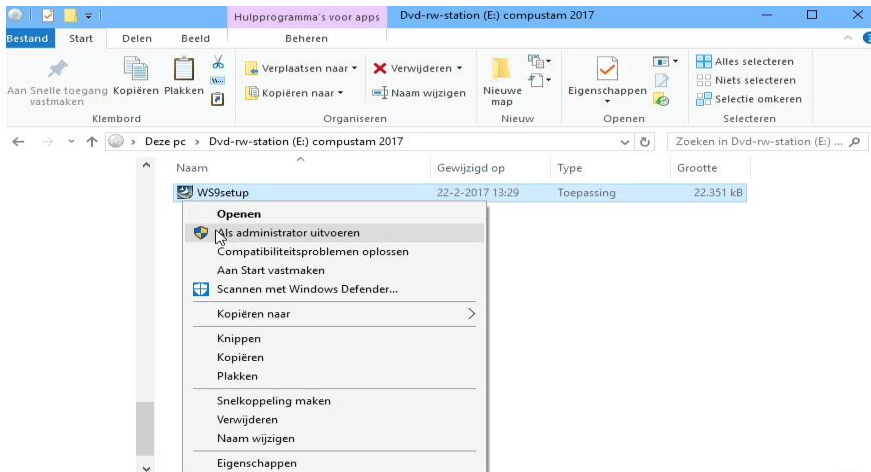 Hulpprogramma's voor apps Dvd-rw-station (E:) compustam 2017
Bestand Start Delen Beeld Beheren
Aan Snelle toegang vastmaken
Kopiëren
Plakken
Klembord
Verplaatsen naar
Kopiëren naar
Verwijderen
Naam wijzigen
Organiseren
Nieuwe map
Nieuw
Eigenschappen
Openen
Alles selecteren
Niets selecteren
Selectie omkeren
Selecteren
Deze pc > Dvd-rw-station (E:) compustam 2017
Zoeken in Dvd-rw-station (E:) ...
Naam Gewijzigd op Type Grootte
WS9setup 22-2-2017 13:29 Toepassing 22.351 kB
Openen
Als administrator uitvoeren
Compatibiliteitsproblemen oplossen
Aan Start vastmaken
Scannen met Windows Defender...
Kopiëren naar
Knippen
Kopiëren
Plakken
Snelkoppeling maken
Verwijderen
Naam wijzigen
Eigenschappen